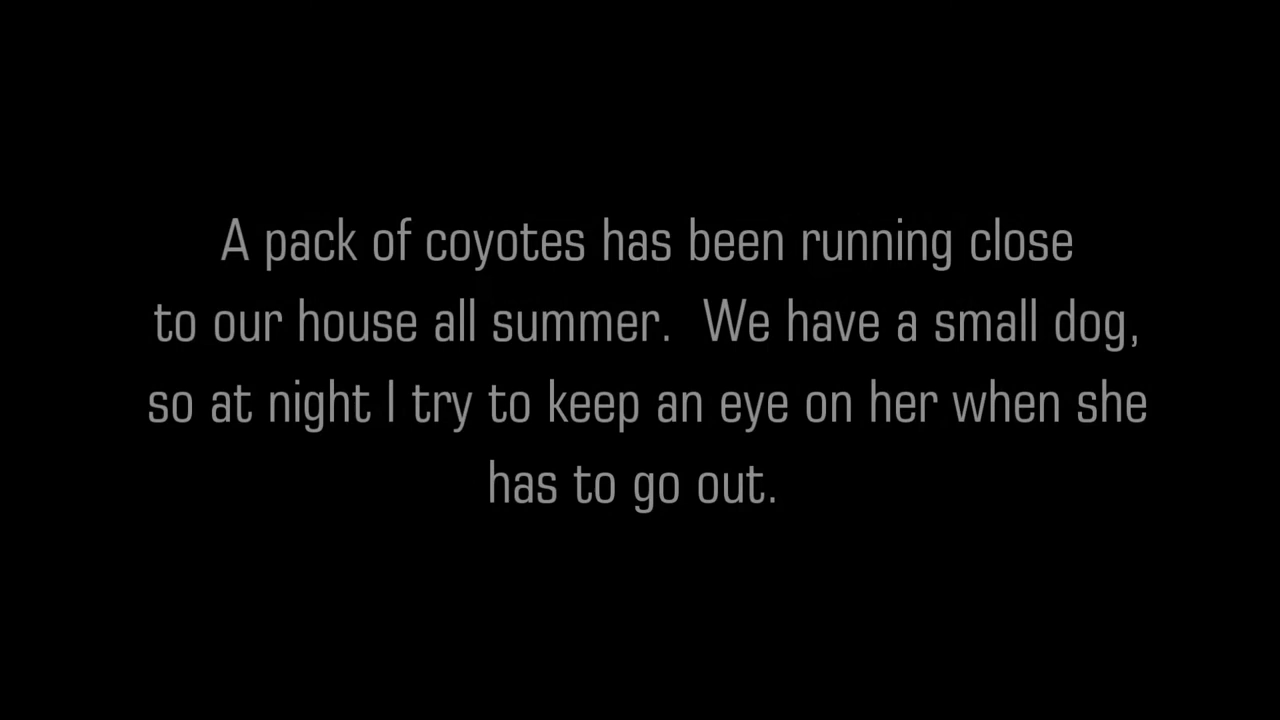 A pack of coyotes has been running close
to our house all summer.  We have a small dog,
so at night I try to keep an eye on her when she
has to go out.